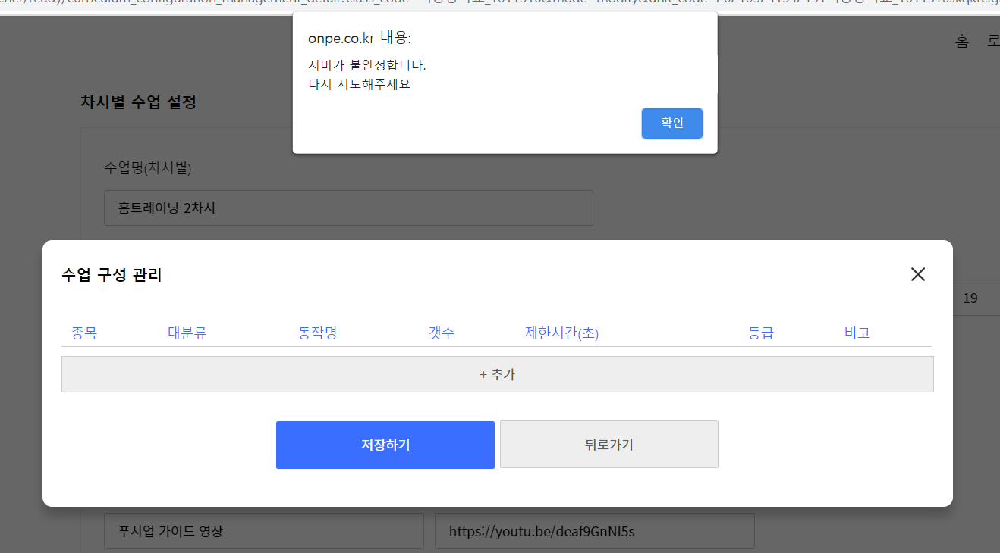 onpe.co.kr 내용:
서버가 불안정합니다.
다시 시도해주세요
확인
홈
차시별 수업 설정
수업명(차시별)
홈트레이닝-2차시
19
수업 구성 관리
종목 대분류 동작명 갯수 제한시간(초) 등급 비고
+ 추가
저장하기 뒤로가기
푸시업 가이드 영상 https://youtu.be/deaf9GnNI5s